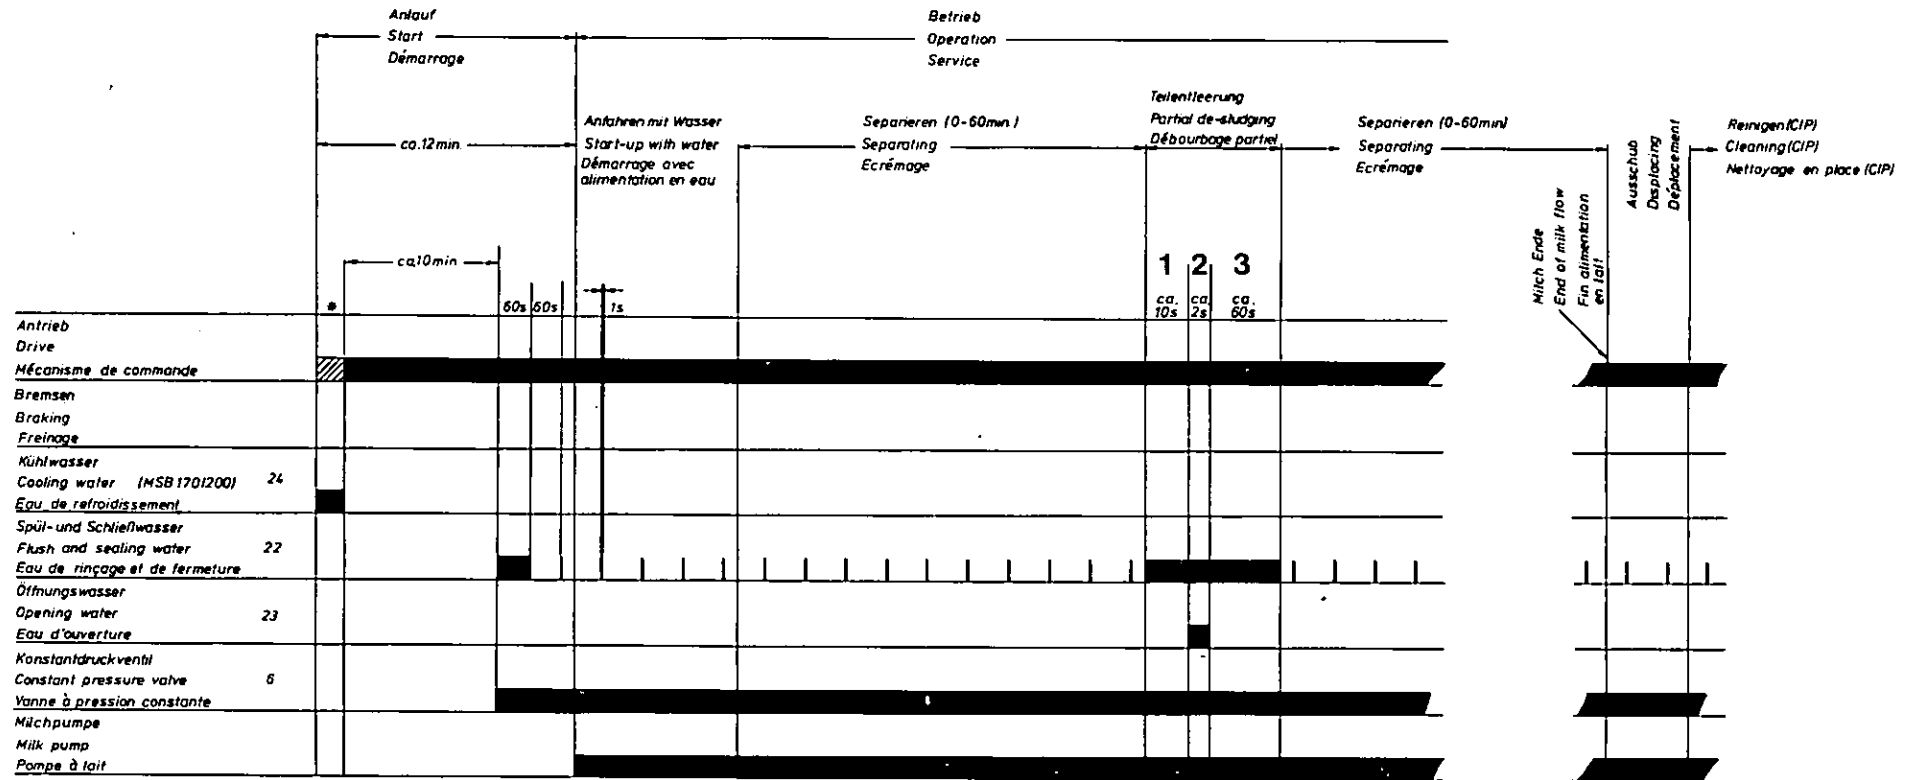 Anlauf
Start
Démarrage
Betrieb
Operation
Service
ca.12min
Anfahren mit Wasser
Start-up with water
Démarrage avec
alimentation en eau
Separieren (0-60min.)
Separating
Ecrémage
Teilentleerung
Partial de-sludging
Débourbage partiel
Separieren (0-60min)
Separating
Ecrémage
Milch Ende
End of milk flow
Fin alimentation
en lait
Ausschub
Displacing
Déplacement
Reinigen(CIP)
Cleaning(CIP)
Nettoyage en place (CIP)
ca.10min
*
60s 60s
1s
1 2 3
ca. ca. ca.
10s 2s 60s
Antrieb
Drive
Mécanisme de commande
Bremsen
Braking
Freinage
Kühlwasser
Cooling water (MSB 170/200) 24
Eau de refroidissement
Spül-und Schließwasser
Flush and sealing water 22
Eau de rinçage et de fermeture
Öffnungswasser
Opening water 23
Eau d'ouverture
Konstantdruckventil
Constant pressure valve 6
Vanne à pression constante
Milchpumpe
Milk pump
Pompe à lait